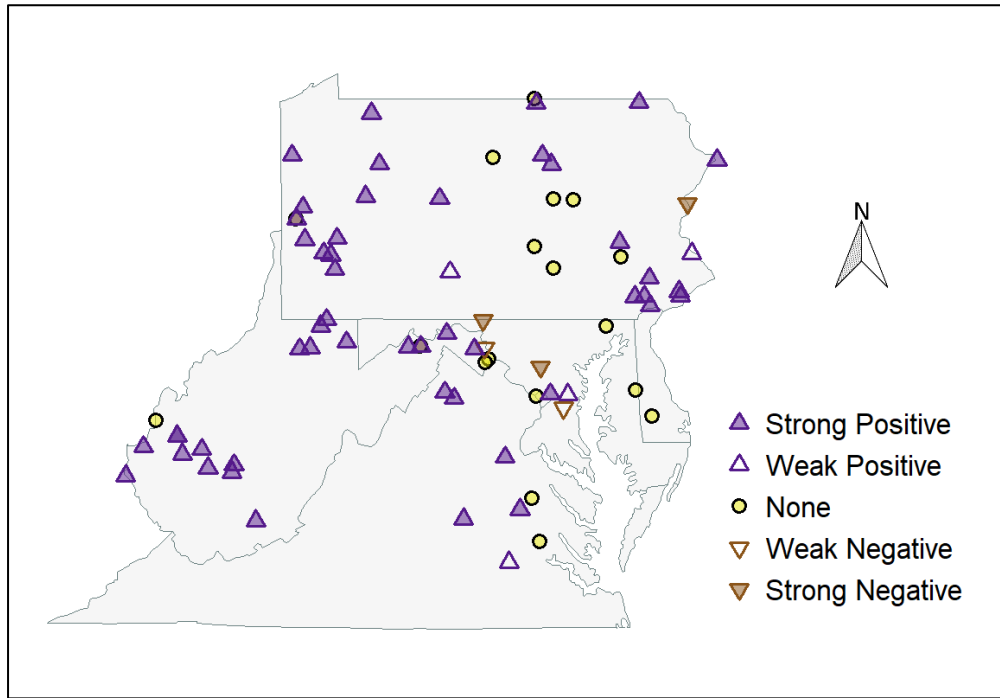 N
Strong Positive
Weak Positive
None
Weak Negative
Strong Negative